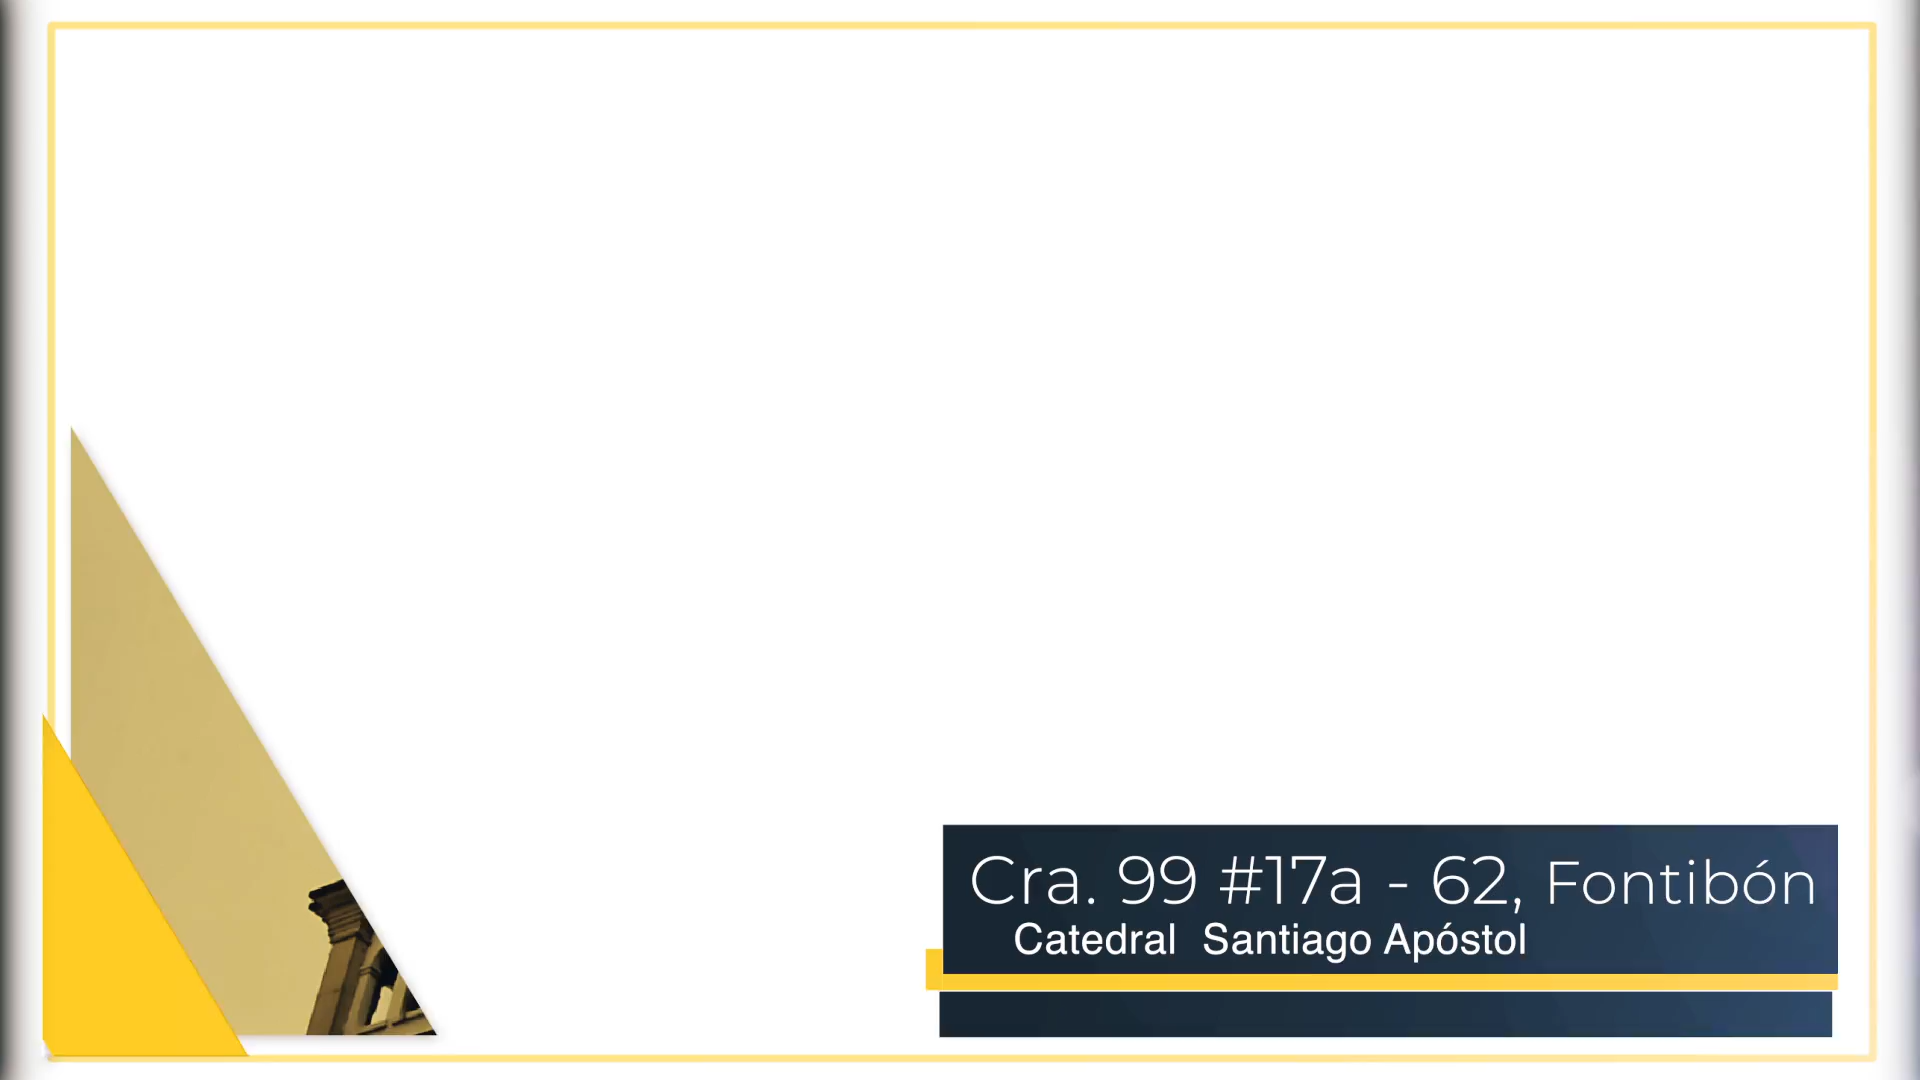 Cra. 99 #17a - 62, Fontibón
Catedral  Santiago Apóstol